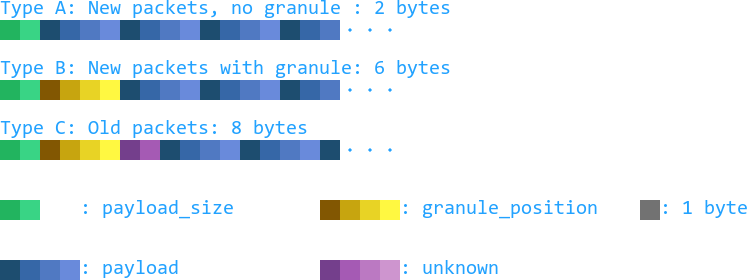 Type A: New packets, no granule : 2 bytes
. . .
Type B: New packets with granule: 6 bytes
. . .
Type C: Old packets: 8 bytes
. . .
: payload_size : granule_position : 1 byte
: payload : unknown